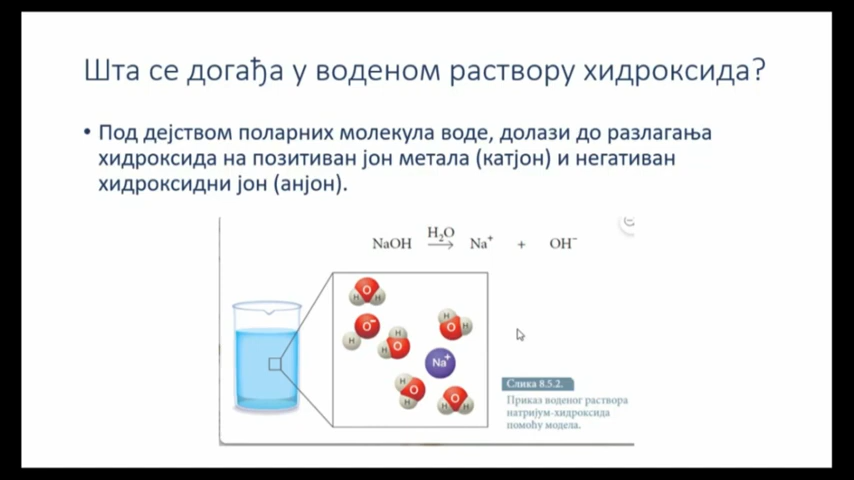 Шта се догађа у воденом раствору хидроксида?
• Под дејством поларних молекула воде, долази до разлагања
хидроксида на позитиван јон метала (катјон) и негативан
хидроксидни јон (анјон).
NaOH H₂O ⟶ Na⁺ + OH⁻
O
H H
O⁻
H
H
H O
H
O H
Na⁺
H
O
H
O
H H
Слика 8.5.2.
Приказ воденог раствора
натријум-хидроксида
помоћу модела.